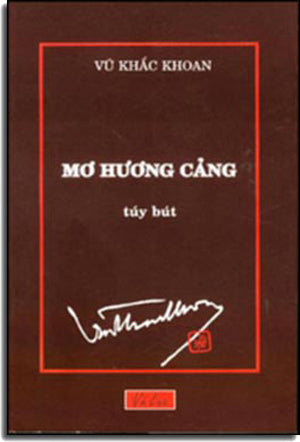 VŨ KHẮC KHOAN
MƠ HƯƠNG CẢNG
túy bút